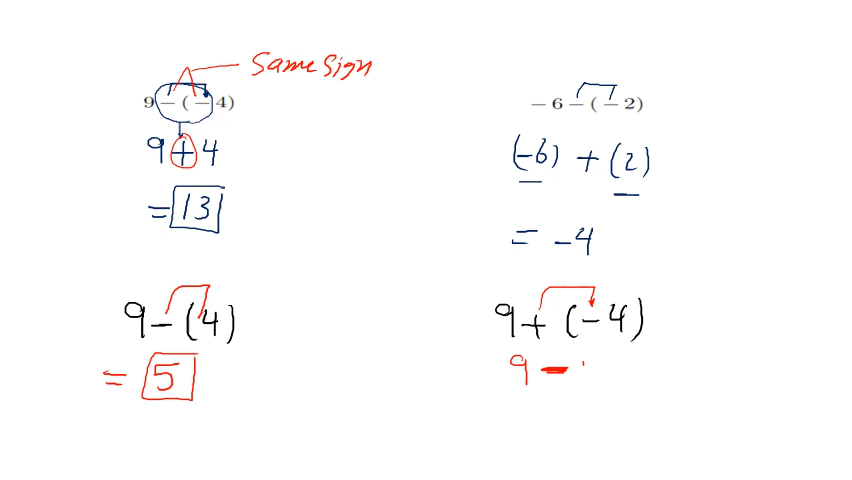 Same Sign
9 − ( − 4)
9 + 4
= 13
− 6 − ( − 2)
(-6) + (2)
= -4
9 - (4)
= 5
9 + (-4)
9 -